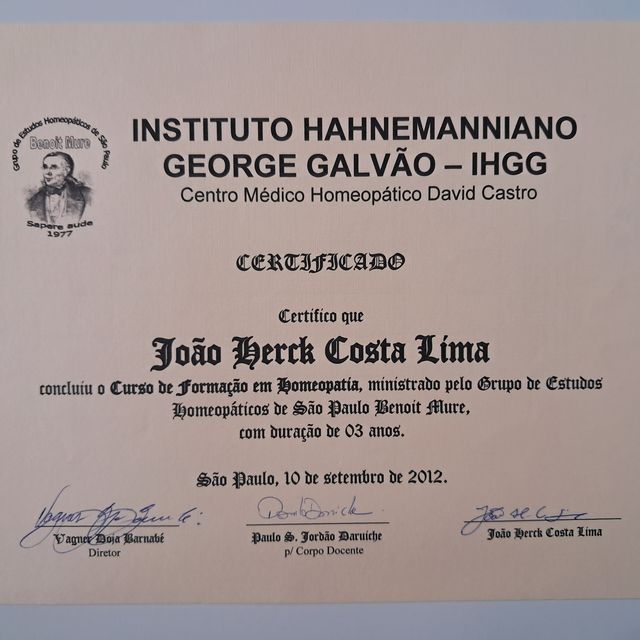 Grupo de Estudos Homeopáticos de São Paulo
Benoit Mure
Sapere aude
1977
INSTITUTO HAHNEMANNIANO
GEORGE GALVÃO – IHGG
Centro Médico Homeopático David Castro
CERTIFICADO
Certifico que
João Herck Costa Lima
concluiu o Curso de Formação em Homeopatia, ministrado pelo Grupo de Estudos
Homeopáticos de São Paulo Benoit Mure,
com duração de 03 anos.
São Paulo, 10 de setembro de 2012.
Vagner Doja Barnabé
Diretor
Paulo S. Jordão Daruiche
p/ Corpo Docente
João Herck Costa Lima